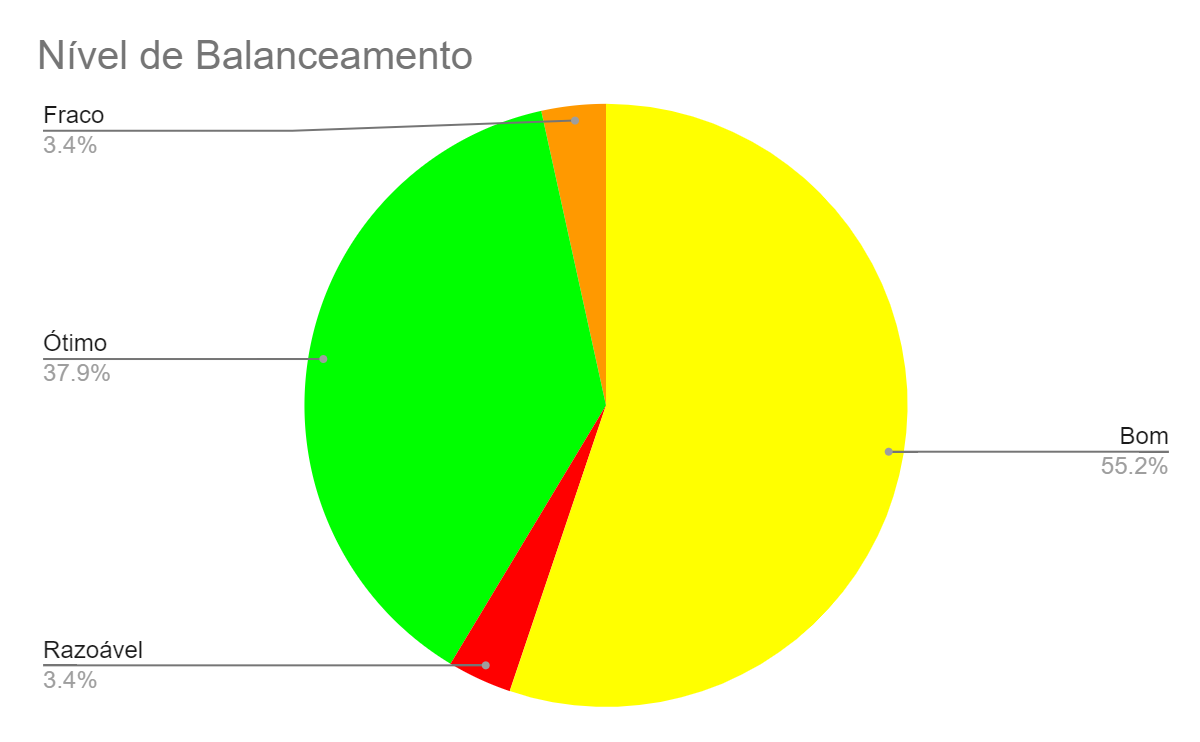 Nível de Balanceamento
Fraco
3.4%
Ótimo
37.9%
Bom
55.2%
Razoável
3.4%